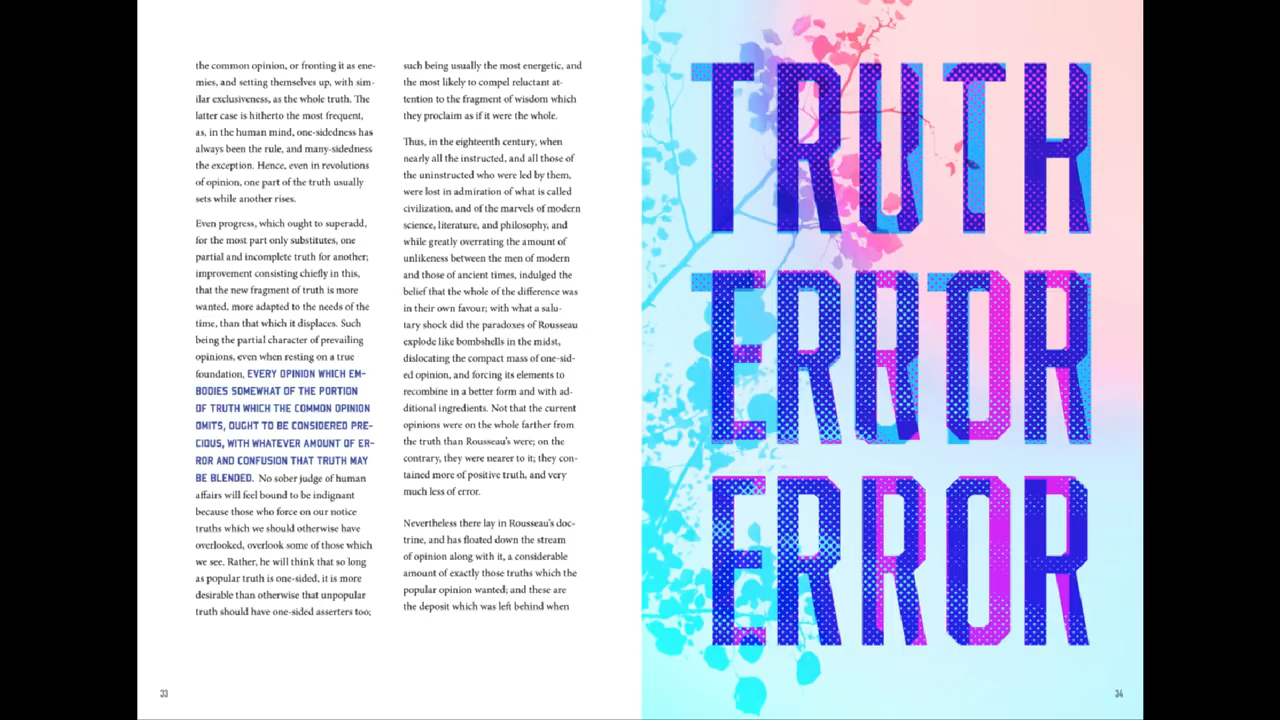 the common opinion, or fronting it as ene-
mies, and setting themselves up, with sim-
ilar exclusiveness, as the whole truth. The
latter case is hitherto the most frequent,
as, in the human mind, one-sidedness has
always been the rule, and many-sidedness
the exception. Hence, even in revolutions
of opinion, one part of the truth usually
sets while another rises.
Even progress, which ought to superadd,
for the most part only substitutes, one
partial and incomplete truth for another;
improvement consisting chiefly in this,
that the new fragment of truth is more
wanted, more adapted to the needs of the
time, than that which it displaces. Such
being the partial character of prevailing
opinions, even when resting on a true
foundation, EVERY OPINION WHICH EM-
BODIES SOMEWHAT OF THE PORTION
OF TRUTH WHICH THE COMMON OPINION
OMITS, OUGHT TO BE CONSIDERED PRE-
CIOUS, WITH WHATEVER AMOUNT OF ER-
ROR AND CONFUSION THAT TRUTH MAY
BE BLENDED. No sober judge of human
affairs will feel bound to be indignant
because those who force on our notice
truths which we should otherwise have
overlooked, overlook some of those which
we see. Rather, he will think that so long
as popular truth is one-sided, it is more
desirable than otherwise that unpopular
truth should have one-sided asserters too;
such being usually the most energetic, and
the most likely to compel reluctant at-
tention to the fragment of wisdom which
they proclaim as if it were the whole.
Thus, in the eighteenth century, when
nearly all the instructed, and all those of
the uninstructed who were led by them,
were lost in admiration of what is called
civilization, and of the marvels of modern
science, literature, and philosophy, and
while greatly overrating the amount of
unlikeness between the men of modern
and those of ancient times, indulged the
belief that the whole of the difference was
in their own favour; with what a salu-
tary shock did the paradoxes of Rousseau
explode like bombshells in the midst,
dislocating the compact mass of one-sid-
ed opinion, and forcing its elements to
recombine in a better form and with ad-
ditional ingredients. Not that the current
opinions were on the whole farther from
the truth than Rousseau's were; on the
contrary, they were nearer to it; they con-
tained more of positive truth, and very
much less of error.
Nevertheless there lay in Rousseau's doc-
trine, and has floated down the stream
of opinion along with it, a considerable
amount of exactly those truths which the
popular opinion wanted; and these are
the deposit which was left behind when
33
TRUTH
ERROR
ERROR
34